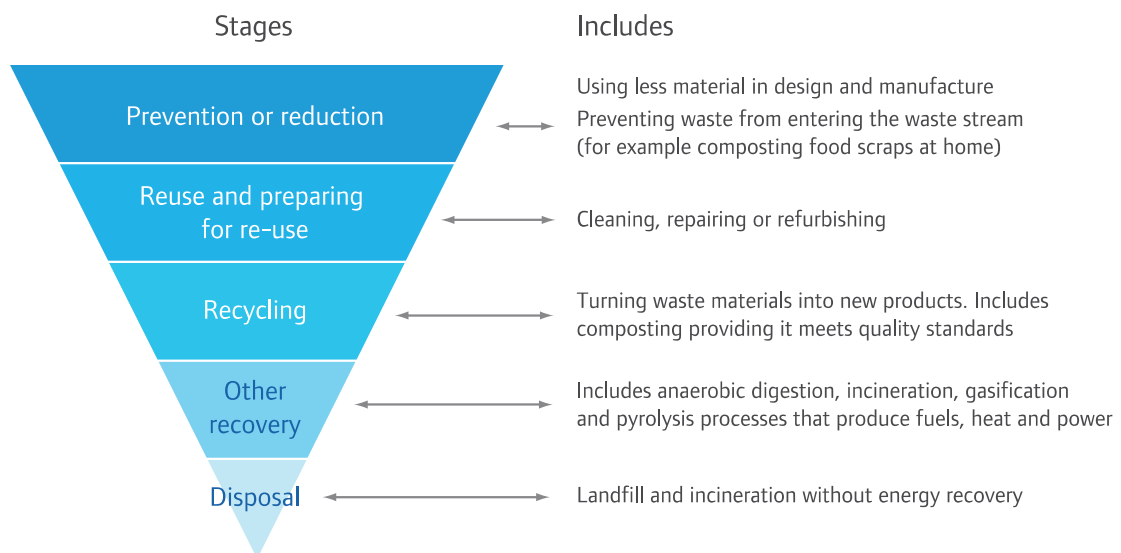 Stages
Includes
Prevention or reduction
Using less material in design and manufacture
Preventing waste from entering the waste stream
(for example composting food scraps at home)
Reuse and preparing
for re-use
Cleaning, repairing or refurbishing
Recycling
Turning waste materials into new products. Includes
composting providing it meets quality standards
Other
recovery
Includes anaerobic digestion, incineration, gasification
and pyrolysis processes that produce fuels, heat and power
Disposal
Landfill and incineration without energy recovery